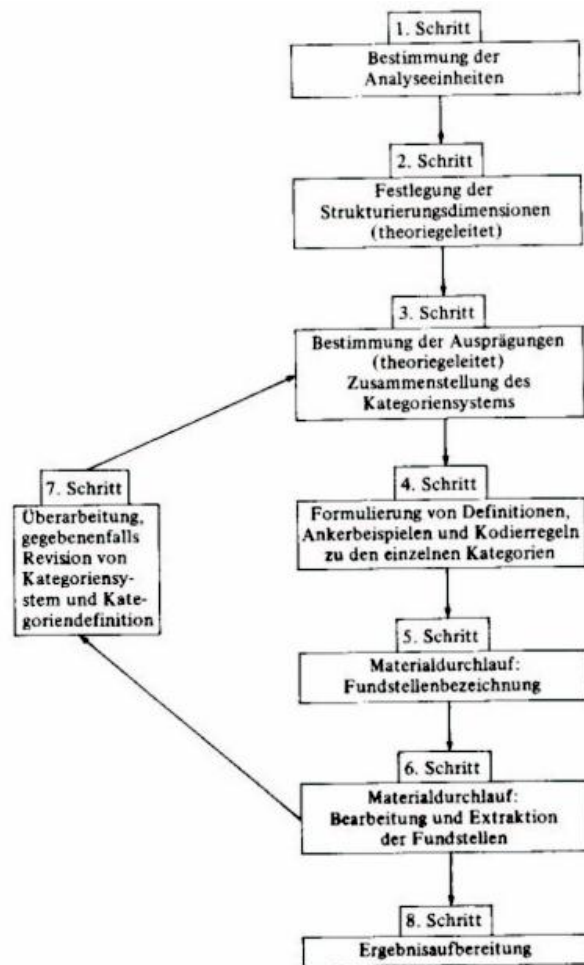 1. Schritt
Bestimmung der
Analyseeinheiten
2. Schritt
Festlegung der
Strukturierungsdimensionen
(theoriegeleitet)
3. Schritt
Bestimmung der Ausprägungen
(theoriegeleitet)
Zusammenstellung des
Kategoriensystems
4. Schritt
Formulierung von Definitionen,
Ankerbeispielen und Kodierregeln
zu den einzelnen Kategorien
5. Schritt
Materialdurchlauf:
Fundstellenbezeichnung
6. Schritt
Materialdurchlauf:
Bearbeitung und Extraktion
der Fundstellen
7. Schritt
Überarbeitung,
gegebenenfalls
Revision von
Kategoriensy-
stem und Kate-
goriendefinition
8. Schritt
Ergebnisaufbereitung